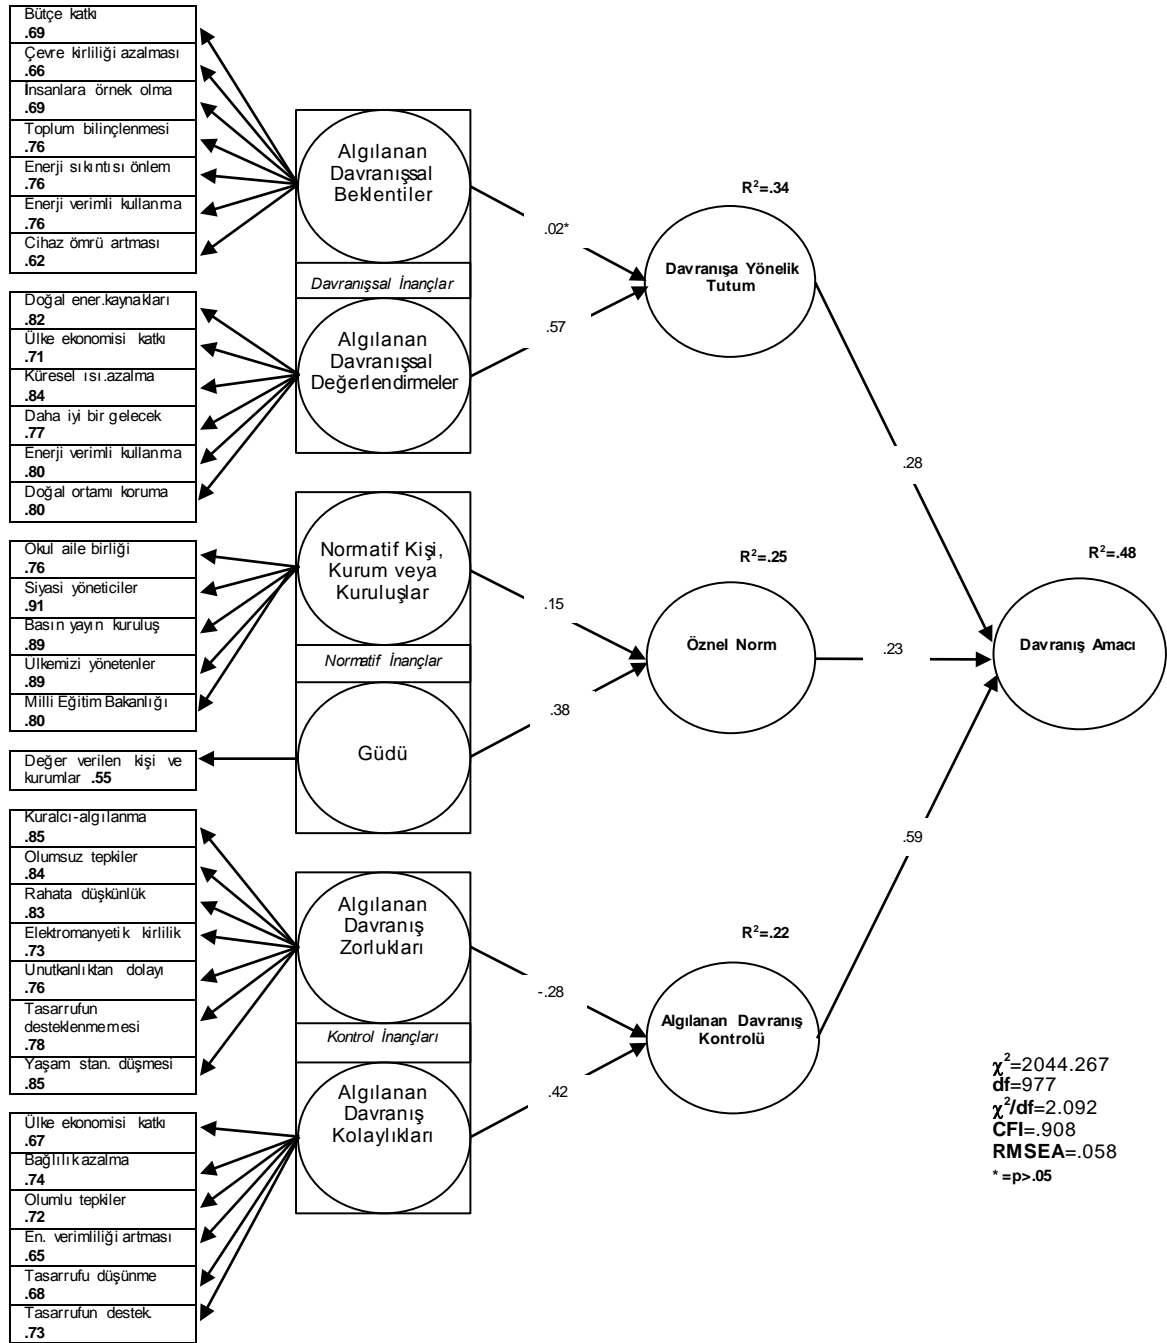 Bütçe katkı
.69
Çevre kirliliği azalması
.66
İnsanlara örnek olma
.69
Toplum bilinçlenmesi
.76
Enerji sıkıntısı önlem
.76
Enerji verimli kullanma
.76
Cihaz ömrü artması
.62
Doğal ener.kaynakları
.82
Ülke ekonomisi katkı
.71
Küresel ısı.azalma
.84
Daha iyi bir gelecek
.77
Enerji verimli kullanma
.80
Doğal ortamı koruma
.80
Okul aile birliği
.76
Siyasi yöneticiler
.91
Basın yayın kuruluş
.89
Ülkemizi yönetenler
.89
Milli Eğitim Bakanlığı
.80
Değer verilen kişi ve
kurumlar .55
Kuralcı-algılanma
.85
Olumsuz tepkiler
.84
Rahata düşkünlük
.83
Elektromanyetik kirlilik
.73
Unutkanlıktan dolayı
.76
Tasarrufun
desteklenmemesi
.78
Yaşam stan. düşmesi
.85
Ülke ekonomisi katkı
.67
Bağlılık azalma
.74
Olumlu tepkiler
.72
En. verimliliği artması
.65
Tasarrufu düşünme
.68
Tasarrufun destek.
.73
Algılanan
Davranışsal
Beklentiler
Davranışsal İnançlar
Algılanan
Davranışsal
Değerlendirmeler
Normatif Kişi,
Kurum veya
Kuruluşlar
Normatif İnançlar
Güdü
Algılanan
Davranış
Zorlukları
Kontrol İnançları
Algılanan
Davranış
Kolaylıkları
.02*
.57
.15
.38
-.28
.42
R²=.34
Davranışa Yönelik
Tutum
R²=.25
Öznel Norm
R²=.22
Algılanan Davranış
Kontrolü
.28
.23
.59
R²=.48
Davranış Amacı
χ²=2044.267
df=977
χ²/df=2.092
CFI=.908
RMSEA=.058
*=p>.05